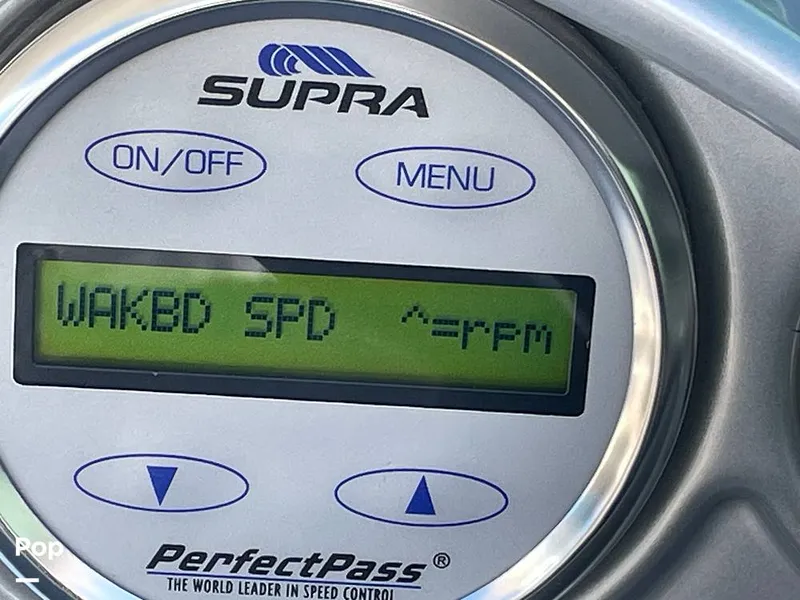 SUPRA
ON/OFF
MENU
WAKBD SPD ^=rpm
▼
▲
PerfectPass®
THE WORLD LEADER IN SPEED CONTROL
Pop